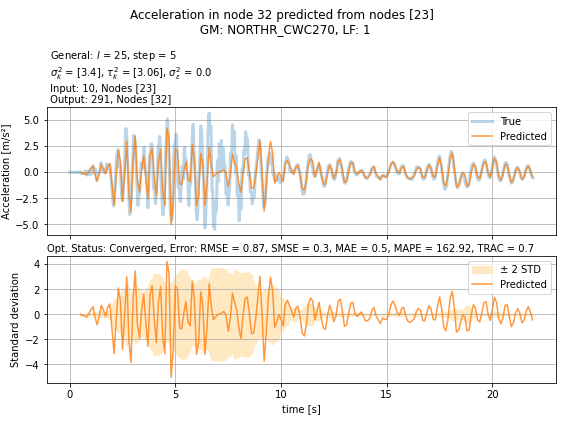 Acceleration in node 32 predicted from nodes [23]
GM: NORTHR_CWC270, LF: 1
General: l = 25, step = 5
σ²ₖ = [3.4], τ²ₖ = [3.06], σ²ε = 0.0
Input: 10, Nodes [23]
Output: 291, Nodes [32]
Acceleration [m/s²]
5.0
2.5
0.0
−2.5
−5.0
True
Predicted
Opt. Status: Converged, Error: RMSE = 0.87, SMSE = 0.3, MAE = 0.5, MAPE = 162.92, TRAC = 0.7
Standard deviation
4
2
0
−2
−4
± 2 STD
Predicted
0
5
10
15
20
time [s]